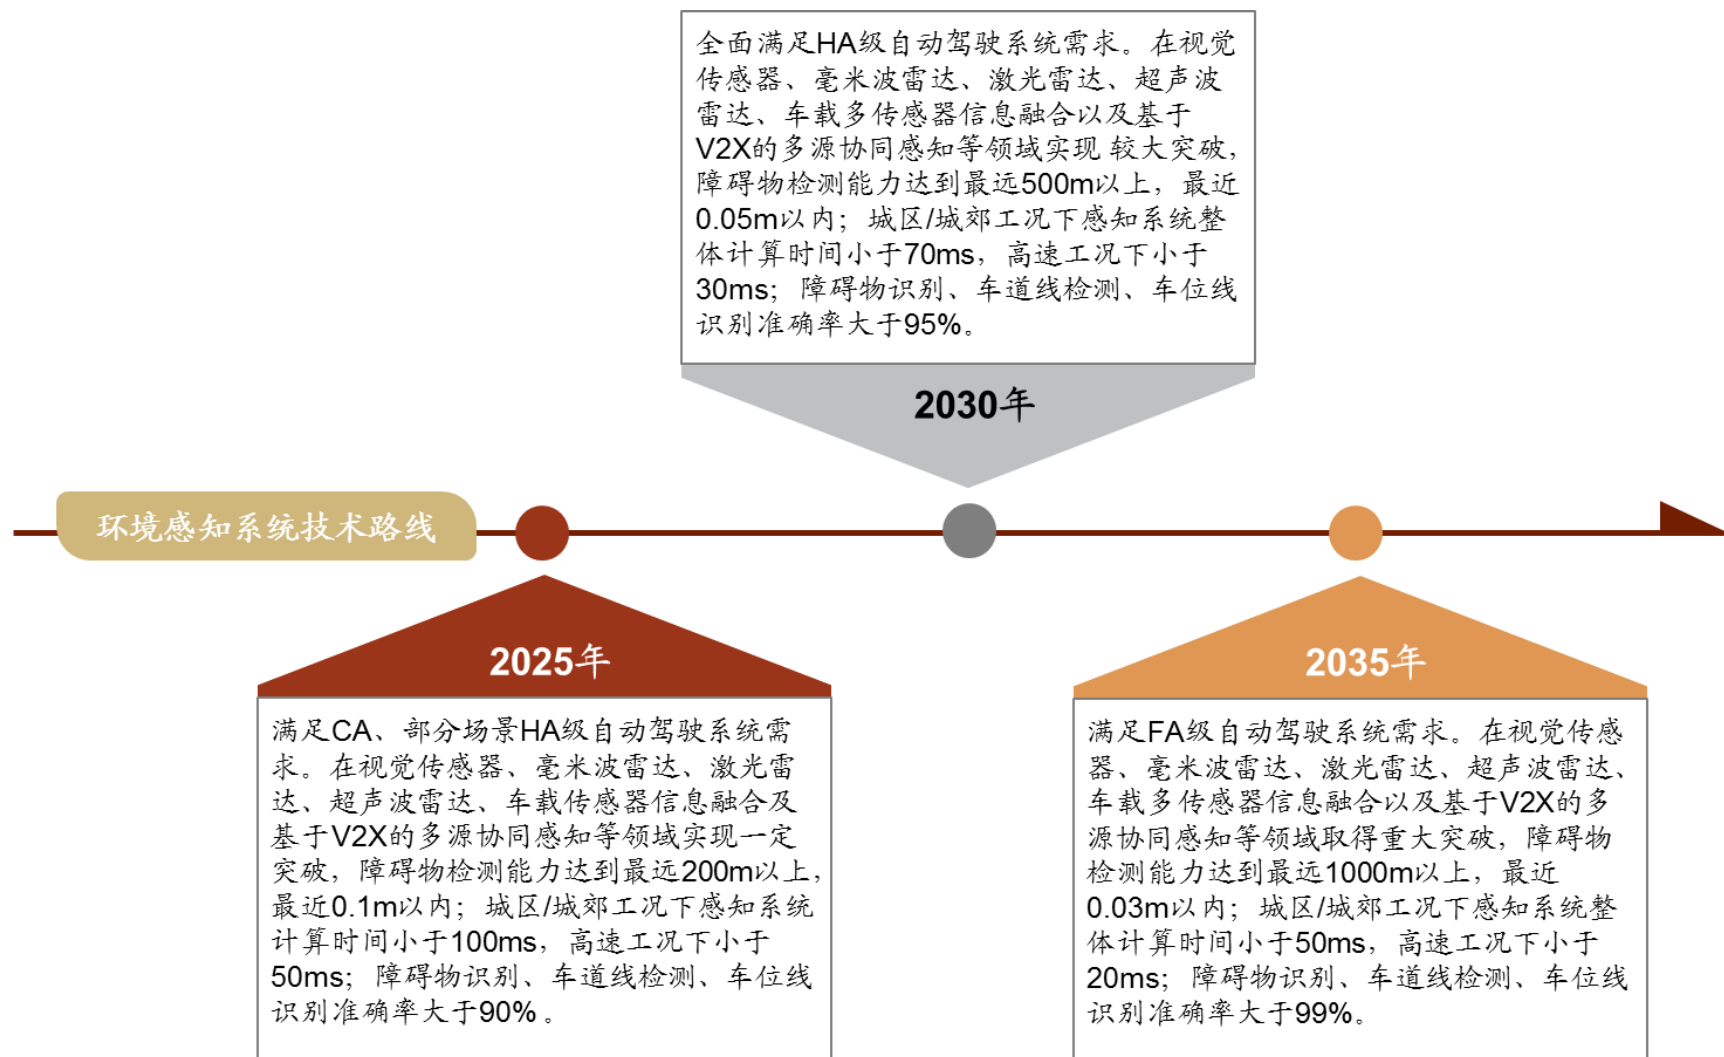 全面满足HA级自动驾驶系统需求。在视觉
传感器、毫米波雷达、激光雷达、超声波
雷达、车载多传感器信息融合以及基于
V2X的多源协同感知等领域实现 较大突破，
障碍物检测能力达到最远500m以上，最近
0.05m以内；城区/城郊工况下感知系统整
体计算时间小于70ms，高速工况下小于
30ms；障碍物识别、车道线检测、车位线
识别准确率大于95%。
2030年
环境感知系统技术路线
2025年
满足CA、部分场景HA级自动驾驶系统需
求。在视觉传感器、毫米波雷达、激光雷
达、超声波雷达、车载传感器信息融合及
基于V2X的多源协同感知等领域实现一定
突破，障碍物检测能力达到最远200m以上，
最近0.1m以内；城区/城郊工况下感知系统
计算时间小于100ms，高速工况下小于
50ms；障碍物识别、车道线检测、车位线
识别准确率大于90% 。
2035年
满足FA级自动驾驶系统需求。在视觉传感
器、毫米波雷达、激光雷达、超声波雷达、
车载多传感器信息融合以及基于V2X的多
源协同感知等领域取得重大突破，障碍物
检测能力达到最远1000m以上，最近
0.03m以内；城区/城郊工况下感知系统整
体计算时间小于50ms，高速工况下小于
20ms；障碍物识别、车道线检测、车位线
识别准确率大于99%。